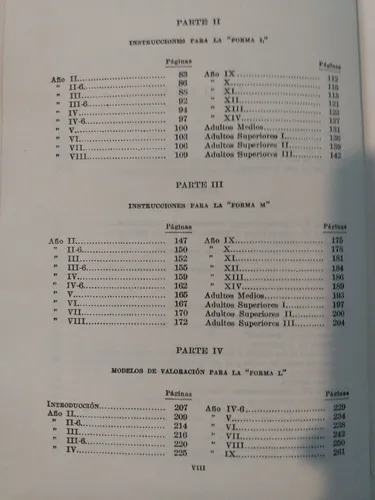 PARTE II
INSTRUCCIONES PARA LA "FORMA L"
Páginas Páginas
Año II 83 Año IX 112
" II-6 86 " X 115
" III 88 " XI 118
" III-6 92 " XII 121
" IV 94 " XIII 123
" IV-6 97 " XIV 127
" V 100 Adultos Medios 131
" VI 103 Adultos Superiores I 136
" VII 106 Adultos Superiores II 139
" VIII 109 Adultos Superiores III 142
PARTE III
INSTRUCCIONES PARA LA "FORMA M"
Páginas Páginas
Año II 147 Año IX 175
" II-6 150 " X 178
" III 152 " XI 181
" III-6 155 " XII 184
" IV 159 " XIII 186
" IV-6 162 " XIV 189
" V 165 Adultos Medios 193
" VI 167 Adultos Superiores I 197
" VII 170 Adultos Superiores II 200
" VIII 172 Adultos Superiores III 204
PARTE IV
MODELOS DE VALORACIÓN PARA LA "FORMA L"
Páginas Páginas
INTRODUCCIÓN 207 Año IV-6 229
Año II 209 " V 234
" II-6 214 " VI 238
" III 216 " VII 242
" III-6 220 " VIII 250
" IV 225 " IX 261
VIII